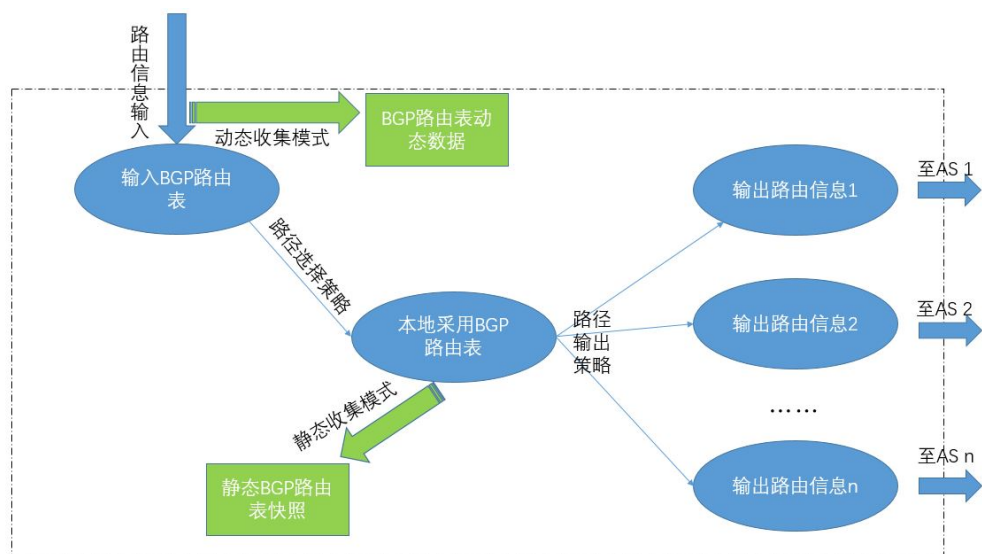 路由信息输入
动态收集模式
BGP路由表动
态数据
输入BGP路由
表
路径选择策略
本地采用BGP
路由表
静态收集模式
静态BGP路由
表快照
路径
输出
策略
输出路由信息1
至AS 1
输出路由信息2
至AS 2
……
输出路由信息n
至AS n